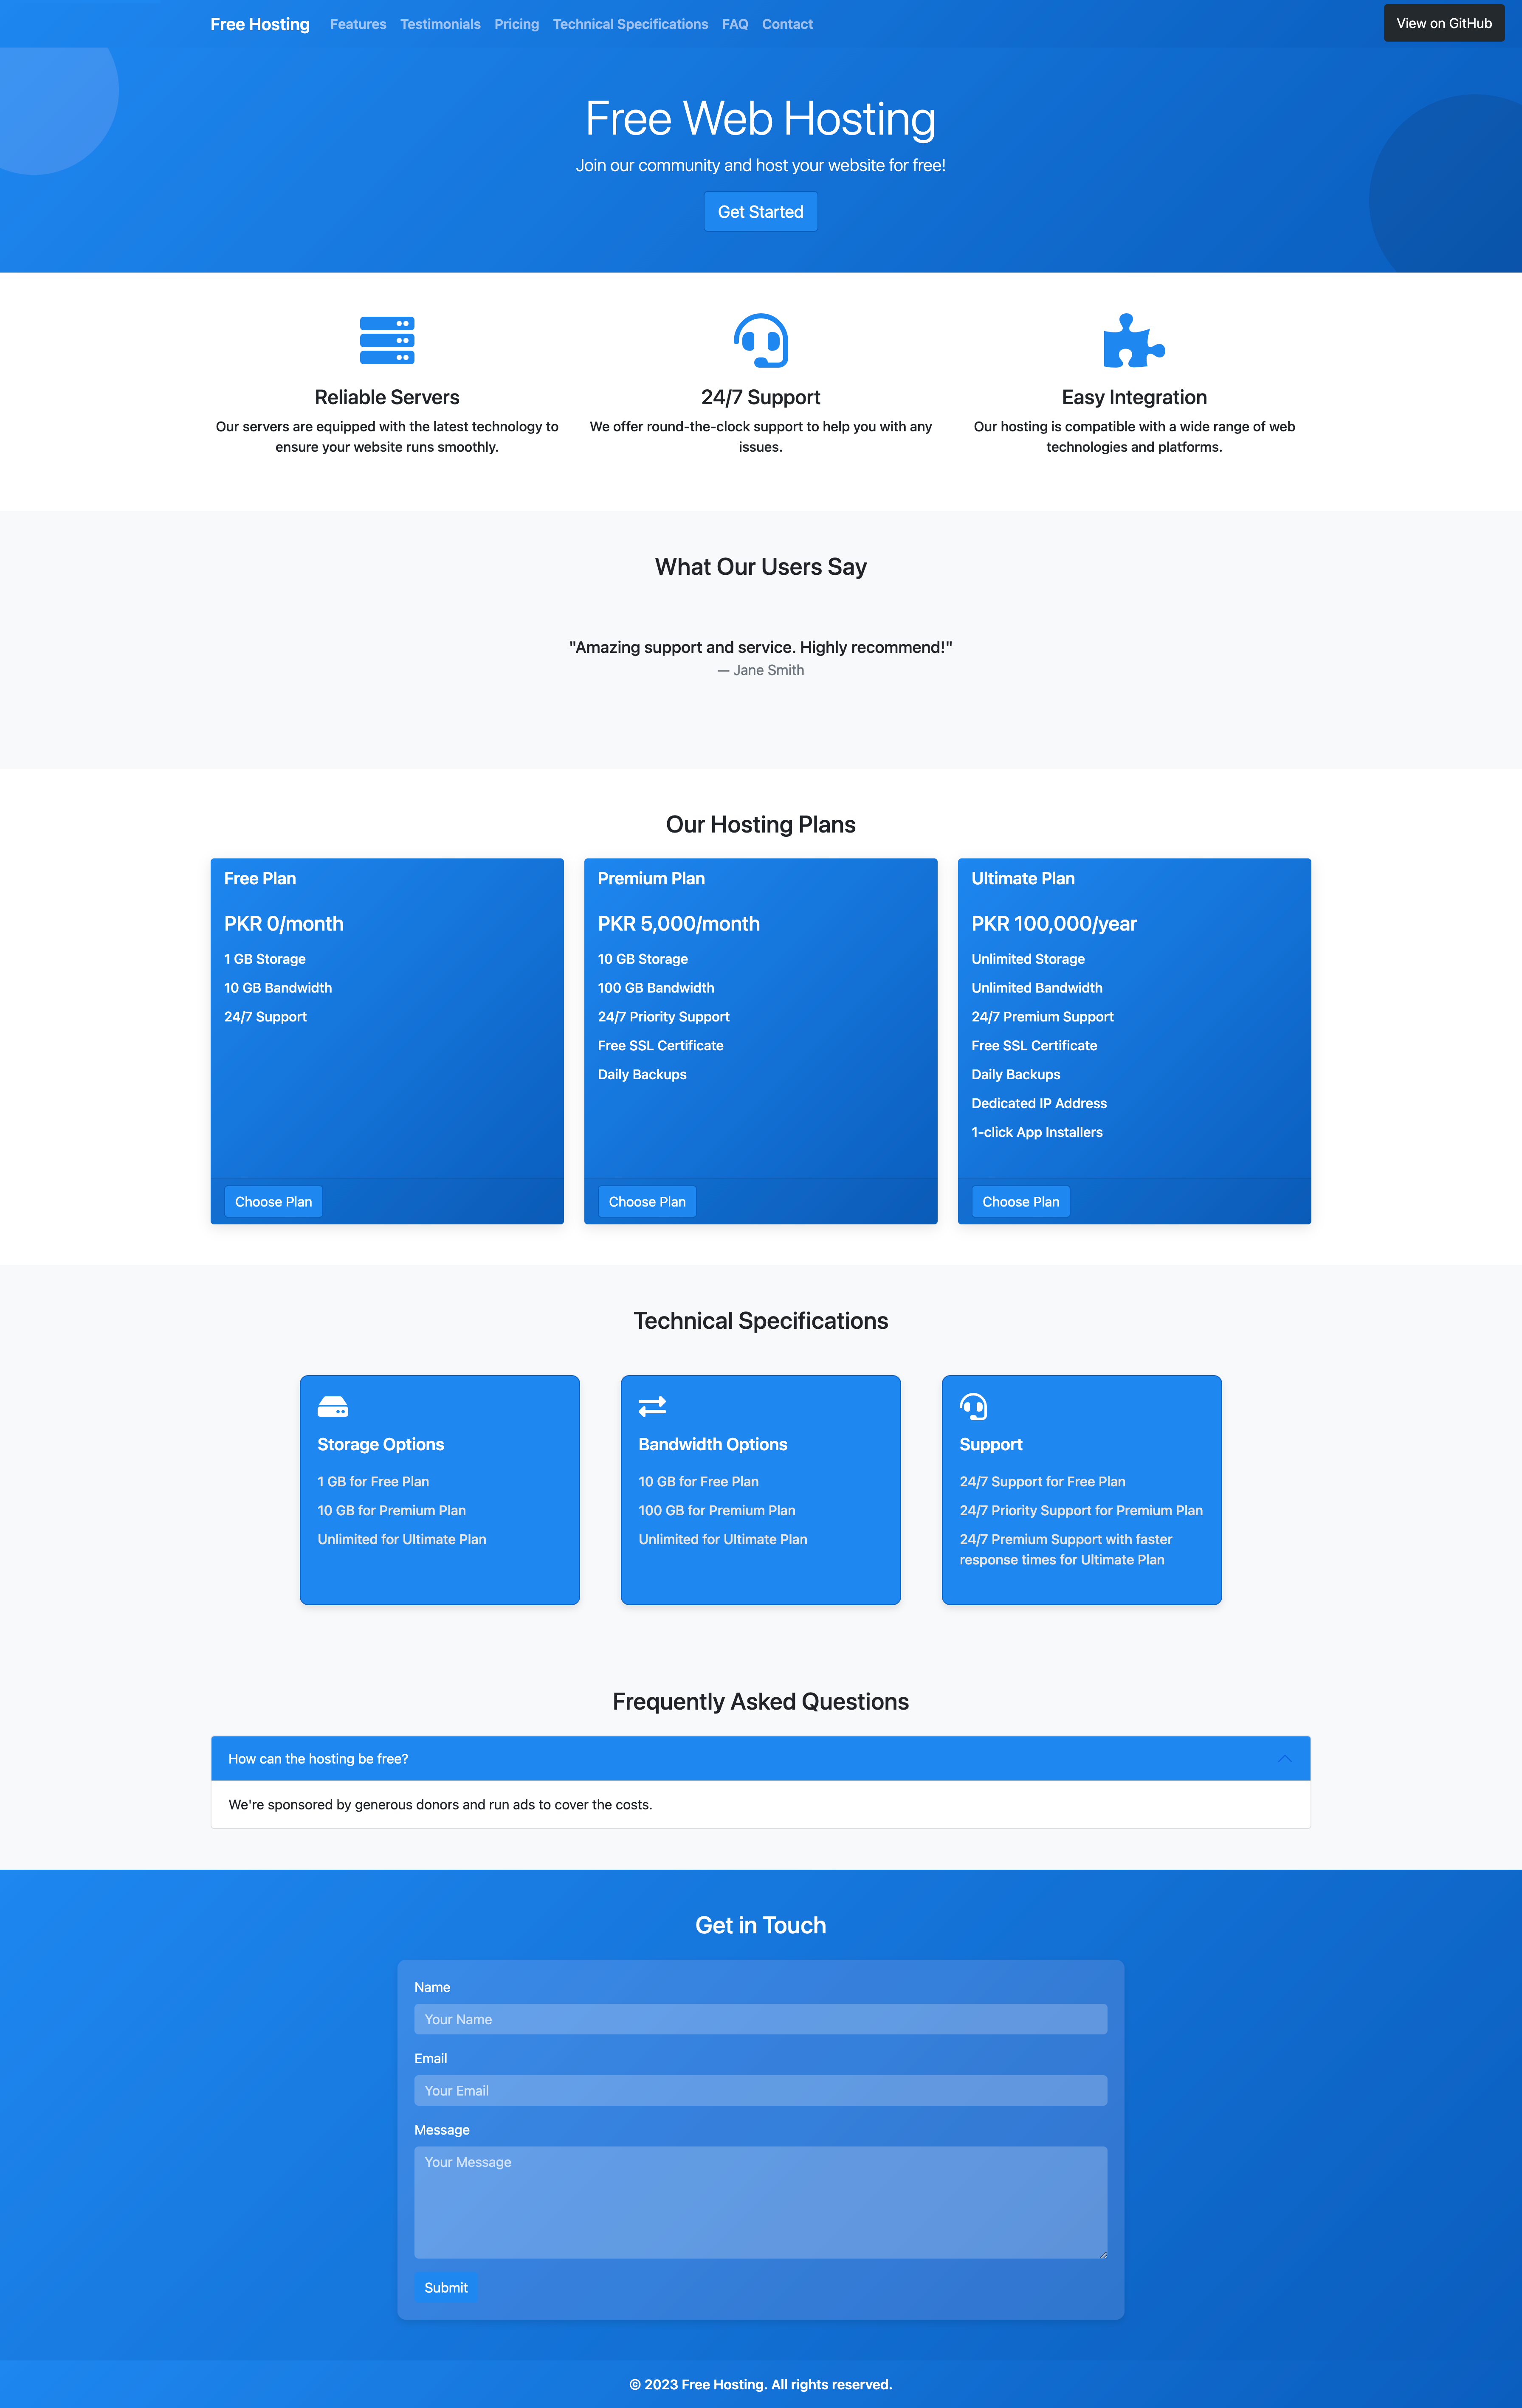 Free Hosting Features Testimonials Pricing Technical Specifications FAQ Contact View on GitHub
Free Web Hosting
Join our community and host your website for free!
Get Started
Reliable Servers
Our servers are equipped with the latest technology to
ensure your website runs smoothly.
24/7 Support
We offer round-the-clock support to help you with any
issues.
Easy Integration
Our hosting is compatible with a wide range of web
technologies and platforms.
What Our Users Say
"Amazing support and service. Highly recommend!"
— Jane Smith
Our Hosting Plans
Free Plan
PKR 0/month
1 GB Storage
10 GB Bandwidth
24/7 Support
Choose Plan
Premium Plan
PKR 5,000/month
10 GB Storage
100 GB Bandwidth
24/7 Priority Support
Free SSL Certificate
Daily Backups
Choose Plan
Ultimate Plan
PKR 100,000/year
Unlimited Storage
Unlimited Bandwidth
24/7 Premium Support
Free SSL Certificate
Daily Backups
Dedicated IP Address
1-click App Installers
Choose Plan
Technical Specifications
Storage Options
1 GB for Free Plan
10 GB for Premium Plan
Unlimited for Ultimate Plan
Bandwidth Options
10 GB for Free Plan
100 GB for Premium Plan
Unlimited for Ultimate Plan
Support
24/7 Support for Free Plan
24/7 Priority Support for Premium Plan
24/7 Premium Support with faster
response times for Ultimate Plan
Frequently Asked Questions
How can the hosting be free?
We're sponsored by generous donors and run ads to cover the costs.
Get in Touch
Name
Your Name
Email
Your Email
Message
Your Message
Submit
© 2023 Free Hosting. All rights reserved.